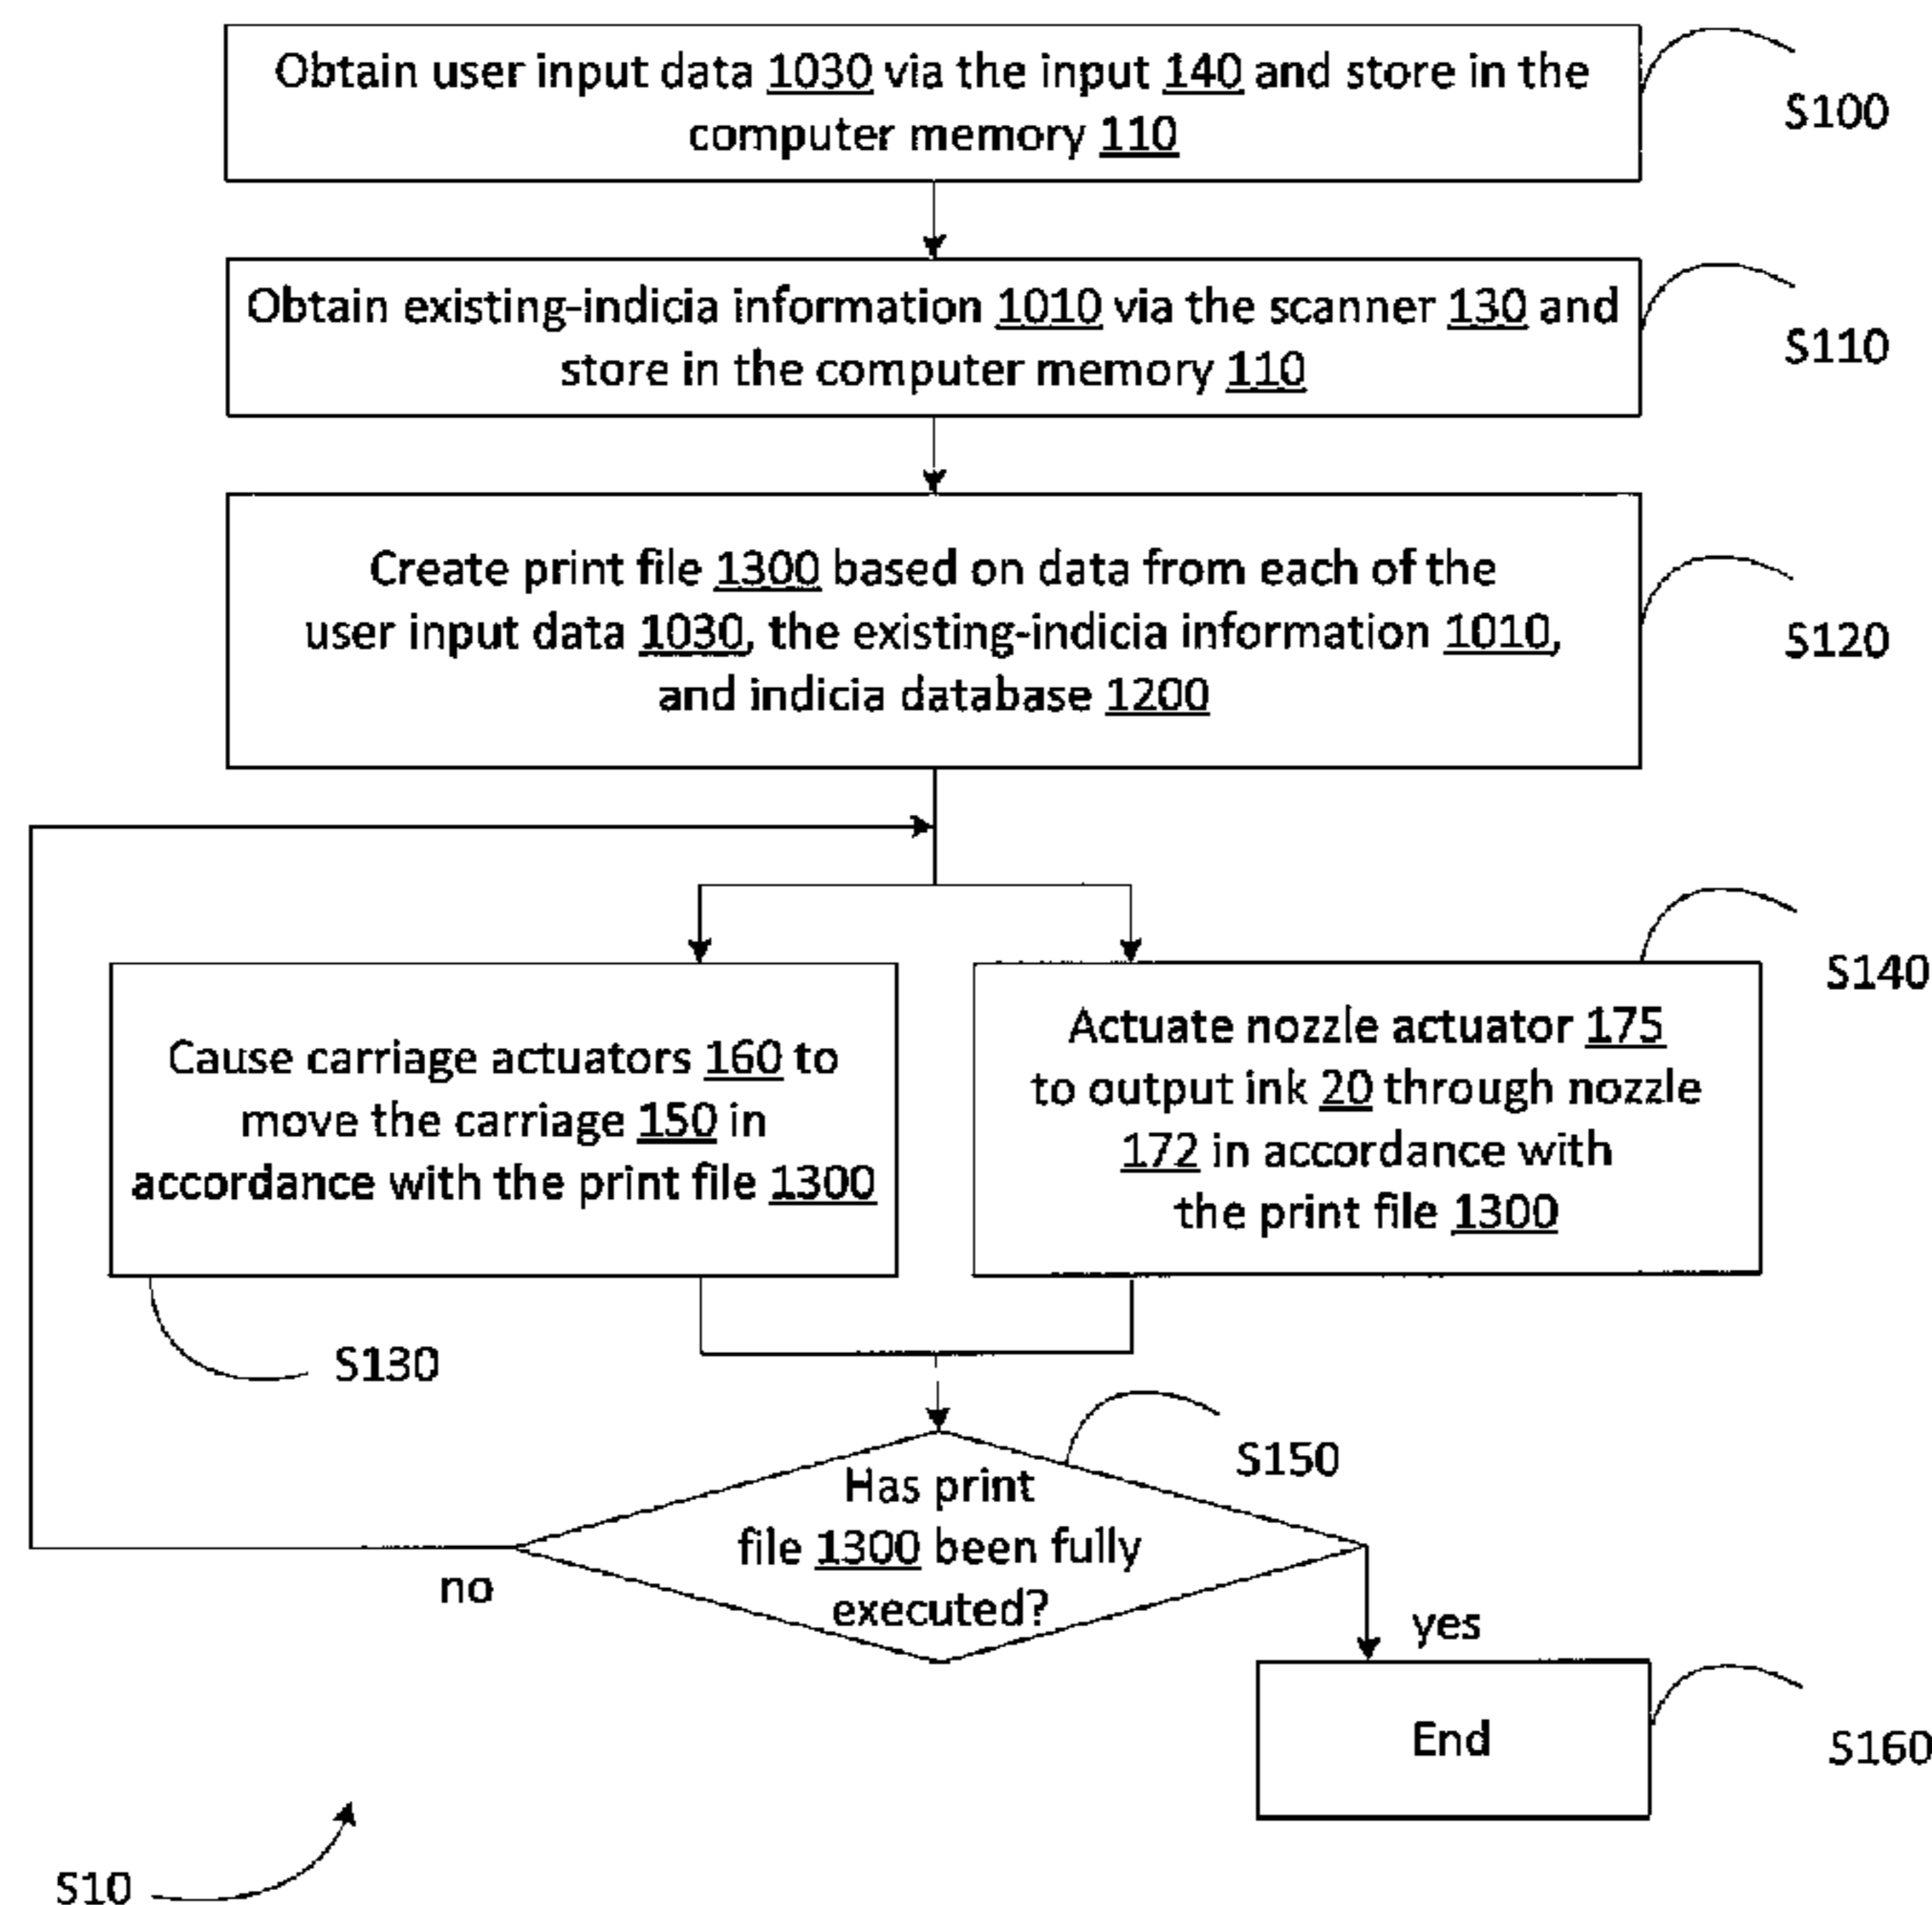 Obtain user input data 1030 via the input 140 and store in the
computer memory 110
S100
Obtain existing-indicia information 1010 via the scanner 130 and
store in the computer memory 110
S110
Create print file 1300 based on data from each of the
user input data 1030, the existing-indicia information 1010,
and indicia database 1200
S120
Cause carriage actuators 160 to
move the carriage 150 in
accordance with the print file 1300
S130
Actuate nozzle actuator 175
to output ink 20 through nozzle
172 in accordance with
the print file 1300
S140
Has print
file 1300 been fully
executed?
S150
no
yes
End
S160
S10